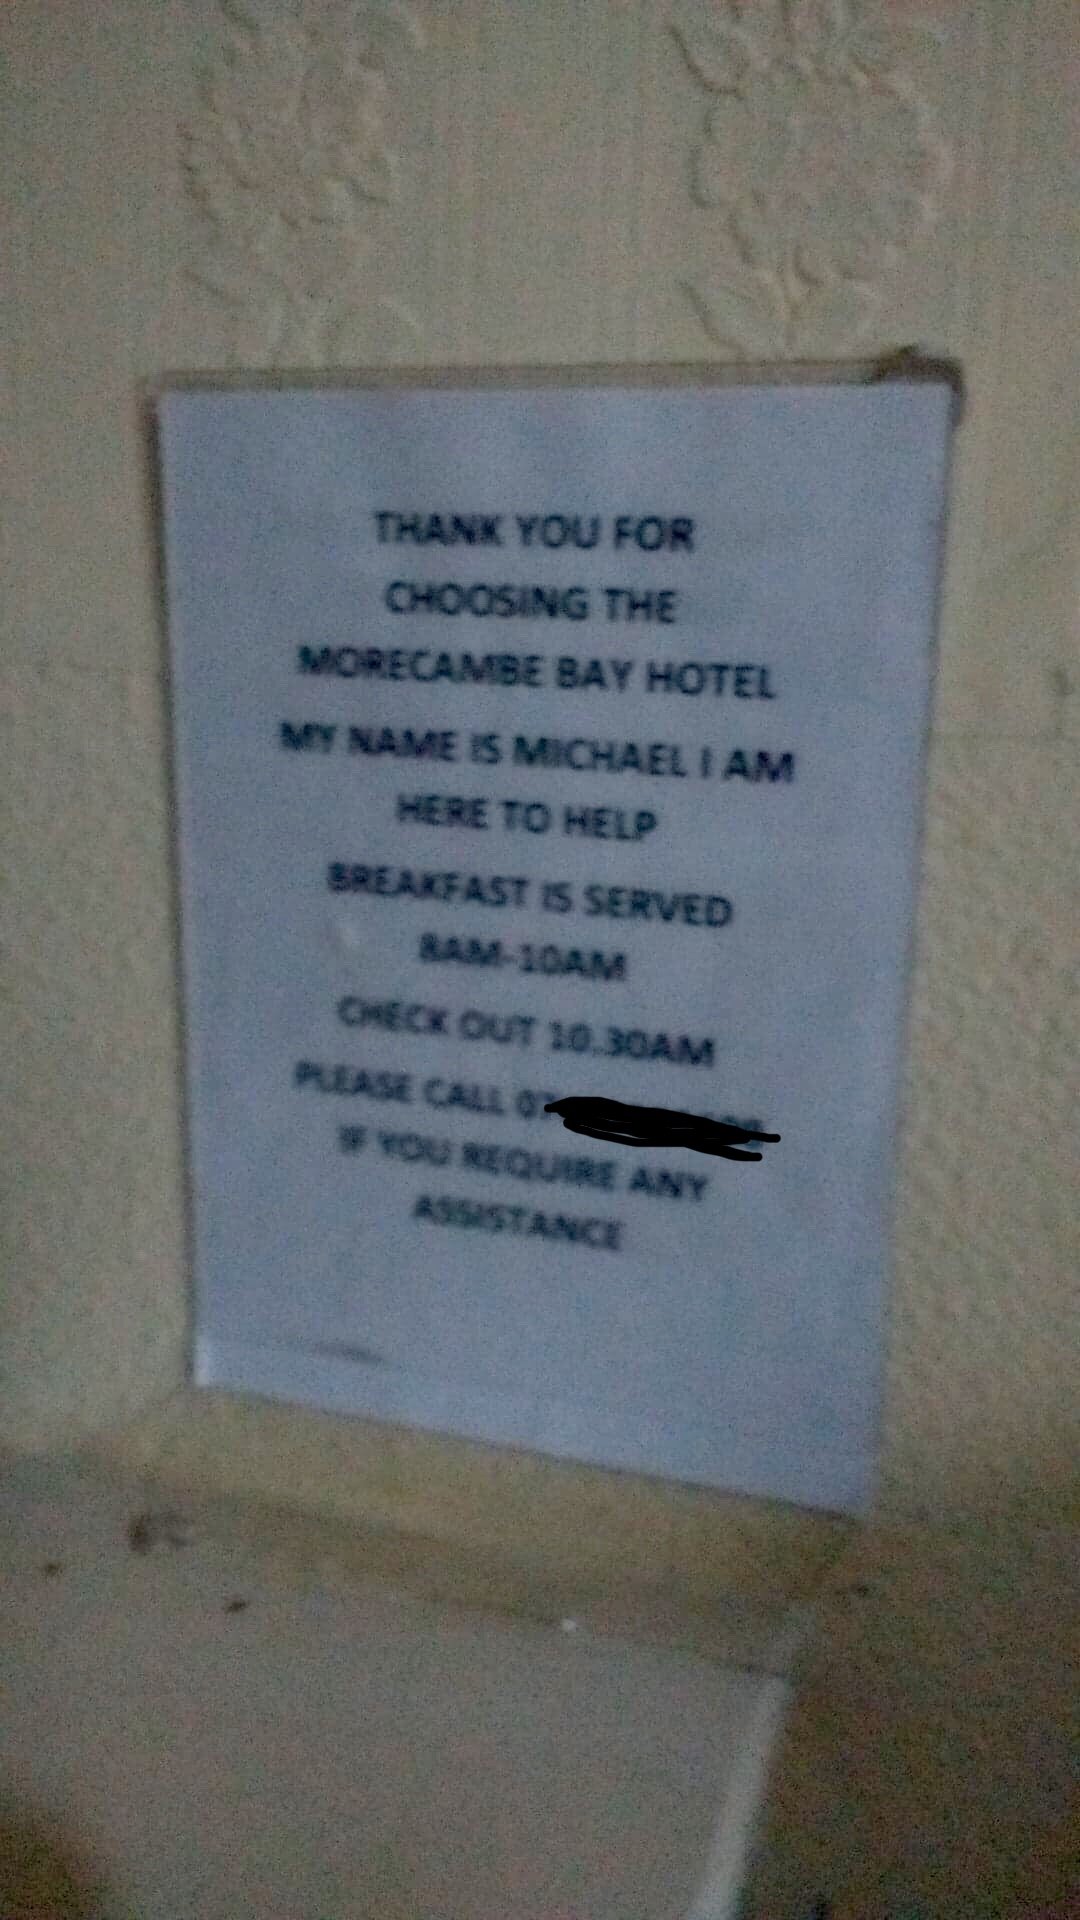 THANK YOU FOR
CHOOSING THE
MORECAMBE BAY HOTEL
MY NAME IS MICHAEL I AM
HERE TO HELP
BREAKFAST IS SERVED
8AM-10AM
CHECK OUT 10.30AM
PLEASE CALL 07
IF YOU REQUIRE ANY
ASSISTANCE